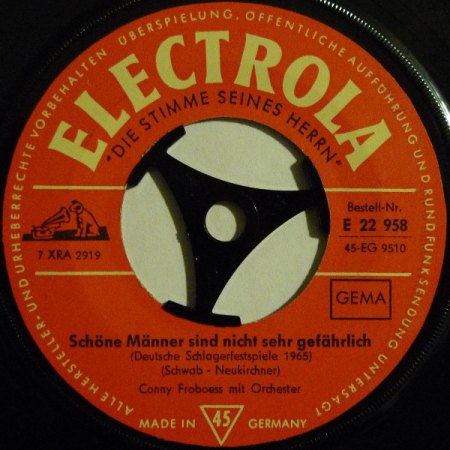 ALLE HERSTELLER- UND URHEBERRECHTE VORBEHALTEN ÜBERSPIELUNG, ÖFFENTLICHE AUFFÜHRUNG UND RUNDFUNKSENDUNG UNTERSAGT
ELECTROLA
"DIE STIMME SEINES HERRN"
Bestell-Nr.
E 22 958
7 XRA 2919
45-EG 9510
GEMA
Schöne Männer sind nicht sehr gefährlich
(Deutsche Schlagerfestspiele 1965)
(Schwab - Neukirchner)
Conny Froboess mit Orchester
MADE IN 45 GERMANY